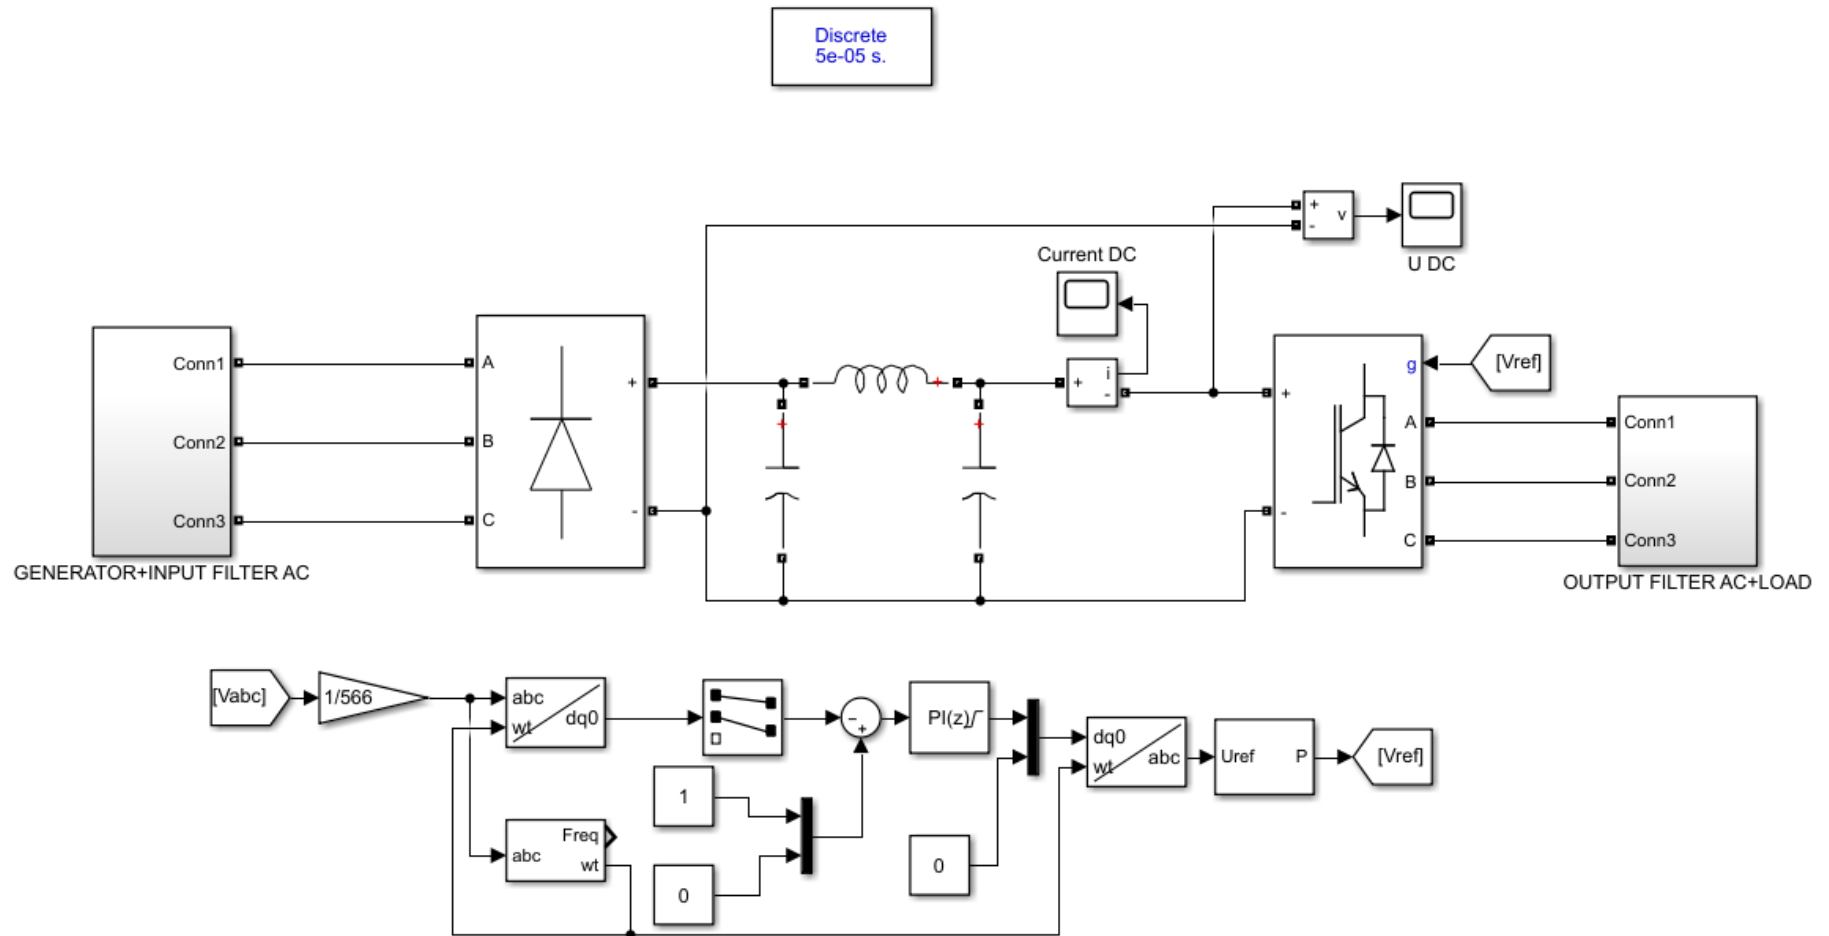 Discrete
5e-05 s.
+
-
v
U DC
Current DC
i
+
-
Conn1
Conn2
Conn3
GENERATOR+INPUT FILTER AC
A
B
C
+
-
+
+
+
+
-
g
A
B
C
[Vref]
Conn1
Conn2
Conn3
OUTPUT FILTER AC+LOAD
[Vabc]
1/566
abc
wt
dq0
-
+
PI(z)
dq0
wt
abc
Uref
P
[Vref]
1
0
0
abc
Freq
wt